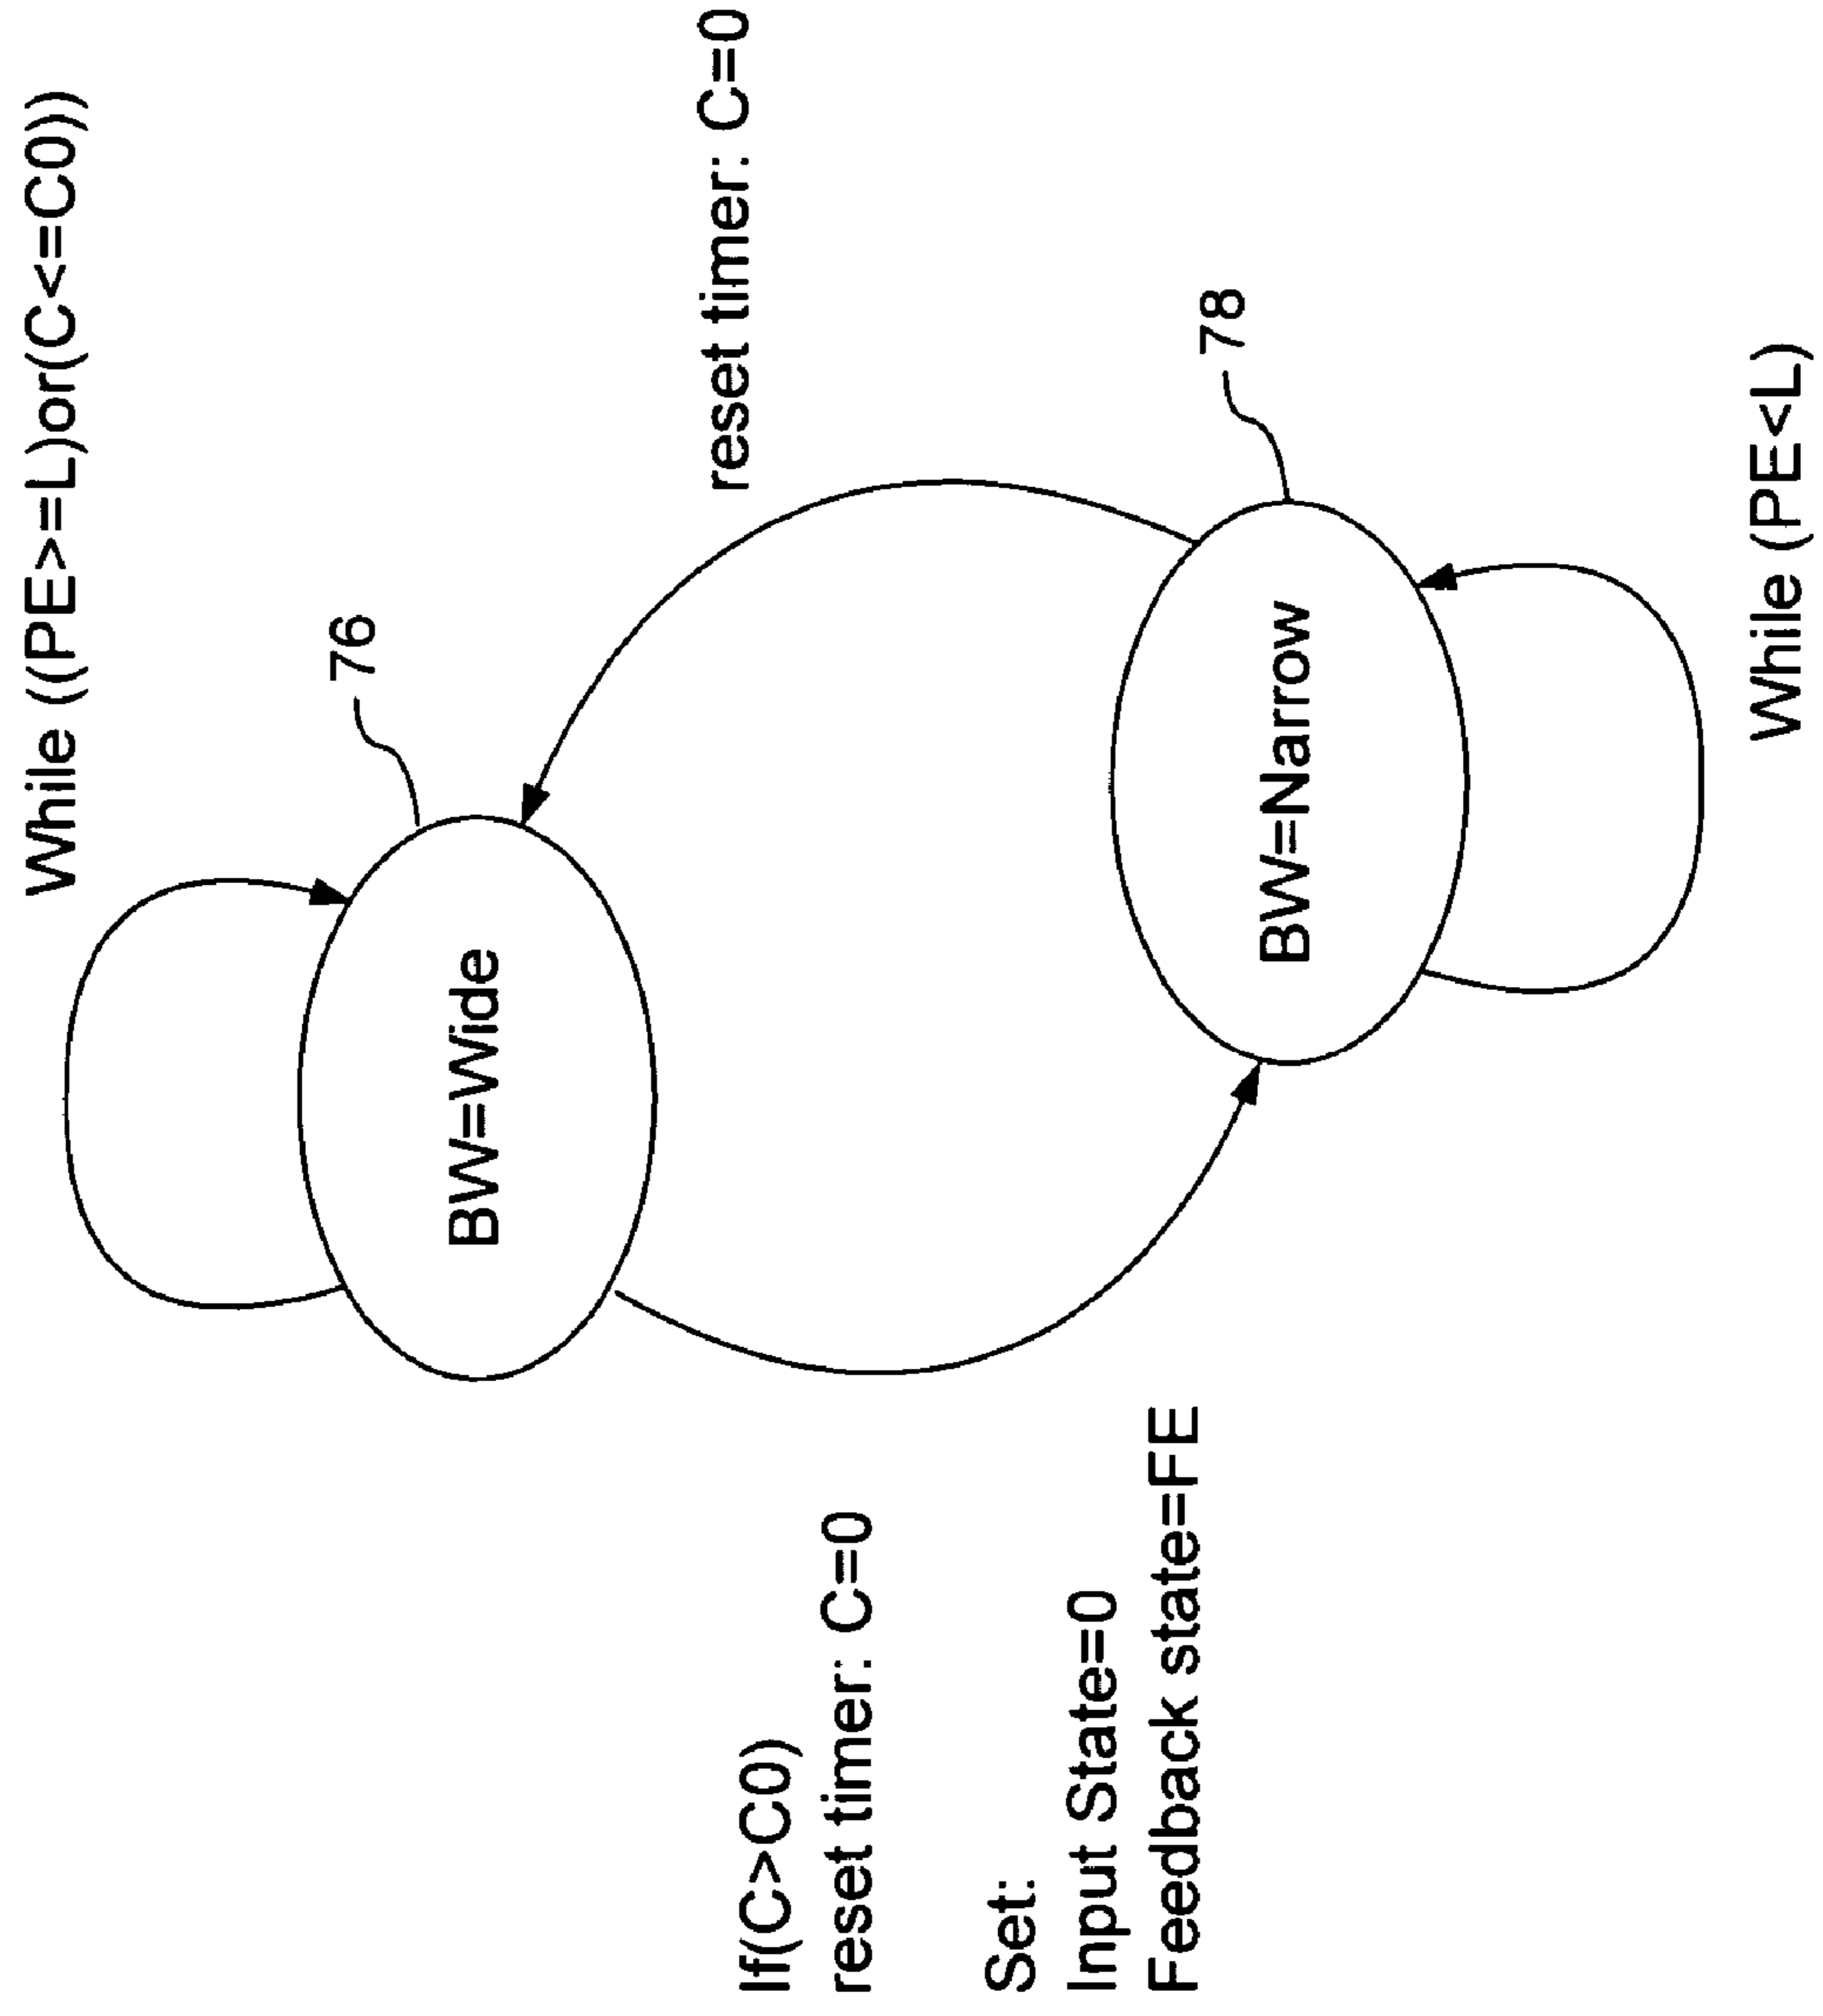 While ((PE>=L)or(C<=C0))
76
BW=Wide
reset timer: C=0
If(C>C0)
reset timer: C=0
Set:
Input State=0
Feedback state=FE
78
BW=Narrow
While (PE<L)